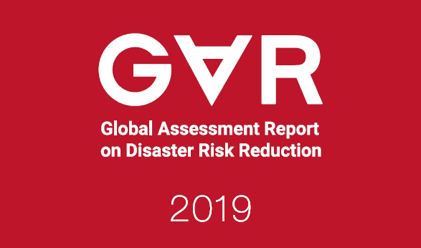 GAR
Global Assessment Report
on Disaster Risk Reduction
2019